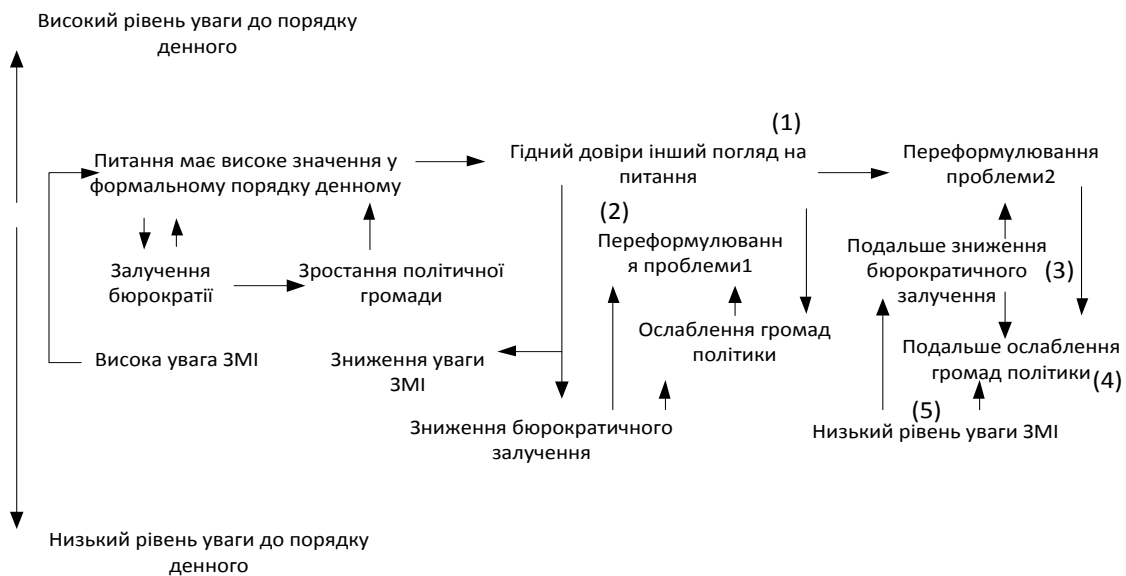 Високий рівень уваги до порядку
денного
(1)
Питання має високе значення у
формальному порядку денному
Гідний довіри інший погляд на
питання
Переформулювання
проблеми2
(2)
Переформулюванн
я проблеми1
Залучення
бюрократії
Зростання політичної
громади
Подальше зниження
бюрократичного
залучення
(3)
Ослаблення громад
політики
Висока увага ЗМІ
Зниження уваги
ЗМІ
Подальше ослаблення
громад політики
(4)
(5)
Зниження бюрократичного
залучення
Низький рівень уваги ЗМІ
Низький рівень уваги до порядку
денного